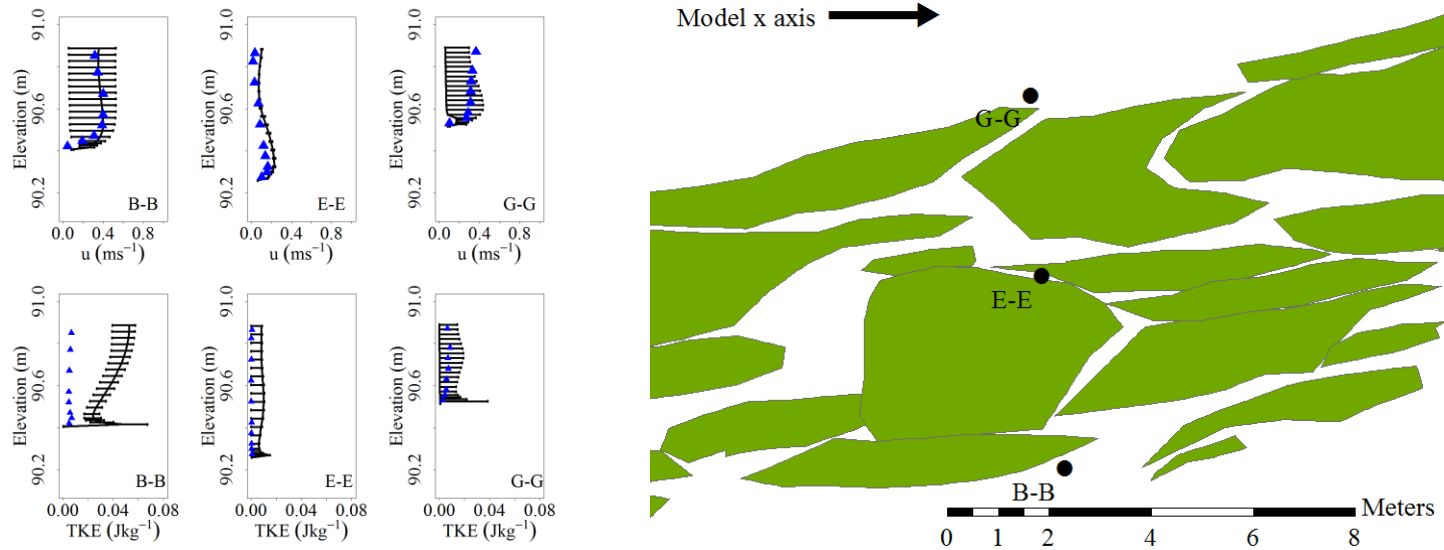 91.0
90.6
90.2
Elevation (m)
B-B
0.0 0.4 0.8
u (ms⁻¹)
91.0
90.6
90.2
Elevation (m)
E-E
0.0 0.4 0.8
u (ms⁻¹)
91.0
90.6
90.2
Elevation (m)
G-G
0.0 0.4 0.8
u (ms⁻¹)
91.0
90.6
90.2
Elevation (m)
B-B
0.00 0.04 0.08
TKE (Jkg⁻¹)
91.0
90.6
90.2
Elevation (m)
E-E
0.00 0.04 0.08
TKE (Jkg⁻¹)
91.0
90.6
90.2
Elevation (m)
G-G
0.00 0.04 0.08
TKE (Jkg⁻¹)
Model x axis
G-G
E-E
B-B
Meters
0 1 2 4 6 8